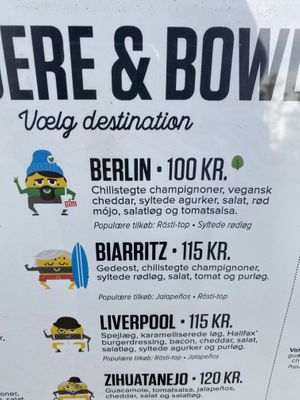 ERE & BOWL
Vælg destination
BERLIN • 100 KR.
Chilistegte champignoner, vegansk
cheddar, syltede agurker, salat, rød
mójo, salatløg og tomatsalsa.
Populære tilkøb: Rösti-top • Syltede rødløg
BIARRITZ • 115 KR.
Gedeost, chilistegte champignoner,
syltede rødløg, salat, tomat og purløg.
Populære tilkøb: Jalapeños • Rösti-top
LIVERPOOL • 115 KR.
Spejlæg, karamelliserede løg, Halifax'
burgerdressing, bacon, cheddar, salat,
salatløg, syltede agurker og purløg.
Populære tilkøb: Rösti-top • Jalapeños
ZIHUATANEJO • 120 KR.
Guacamole, tomatsalsa, jalapeños,
cheddar, salat, salatløg og